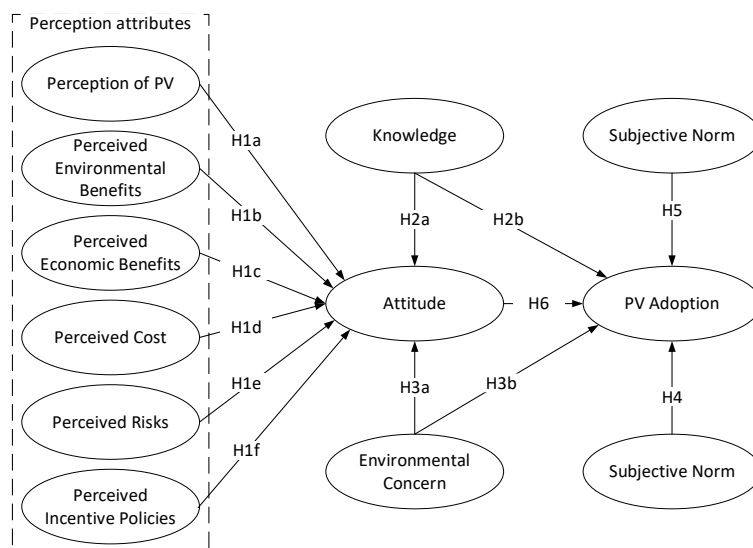 Perception attributes
Perception of PV
Perceived
Environmental
Benefits
Perceived
Economic Benefits
Perceived Cost
Perceived Risks
Perceived
Incentive Policies
H1a
H1b
H1c
H1d
H1e
H1f
Knowledge
H2a
H2b
Attitude
H6
H3a
H3b
Environmental
Concern
Subjective Norm
H5
PV Adoption
H4
Subjective Norm